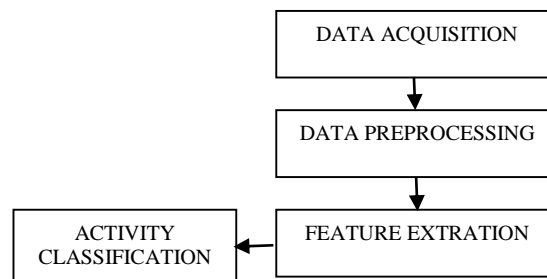 DATA ACQUISITION
DATA PREPROCESSING
FEATURE EXTRATION
ACTIVITY
CLASSIFICATION